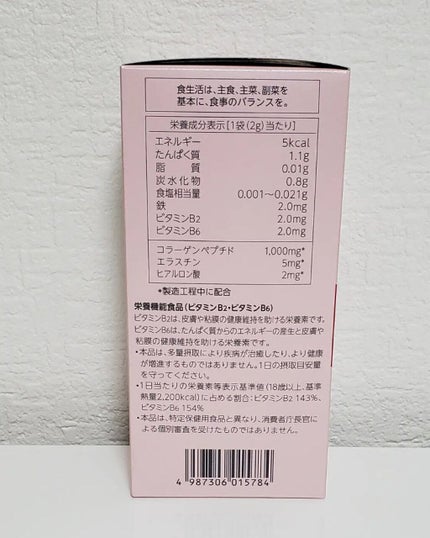 食生活は、主食、主菜、副菜を
基本に、食事のバランスを。
栄養成分表示[1袋(2g)当たり]
エネルギー 5kcal
たんぱく質 1.1g
脂質 0.01g
炭水化物 0.8g
食塩相当量 0.001〜0.021g
鉄 2.0mg
ビタミンB2 2.0mg
ビタミンB6 2.0mg
コラーゲンペプチド 1,000mg*
エラスチン 5mg*
ヒアルロン酸 2mg*
*製造工程中に配合
栄養機能食品(ビタミンB2・ビタミンB6)
ビタミンB2は、皮膚や粘膜の健康維持を助ける栄養素です。
ビタミンB6は、たんぱく質からのエネルギーの産生と皮膚や
粘膜の健康維持を助ける栄養素です。
・本品は、多量摂取により疾病が治癒したり、より健康
が増進するものではありません。1日の摂取目安量
を守ってください。
・1日当たりの栄養素等表示基準値(18歳以上、基準
熱量2,200kcal)に占める割合:ビタミンB2 143%、
ビタミンB6 154%
・本品は、特定保健用食品と異なり、消費者庁長官に
よる個別審査を受けたものではありません。
4 987306 015784